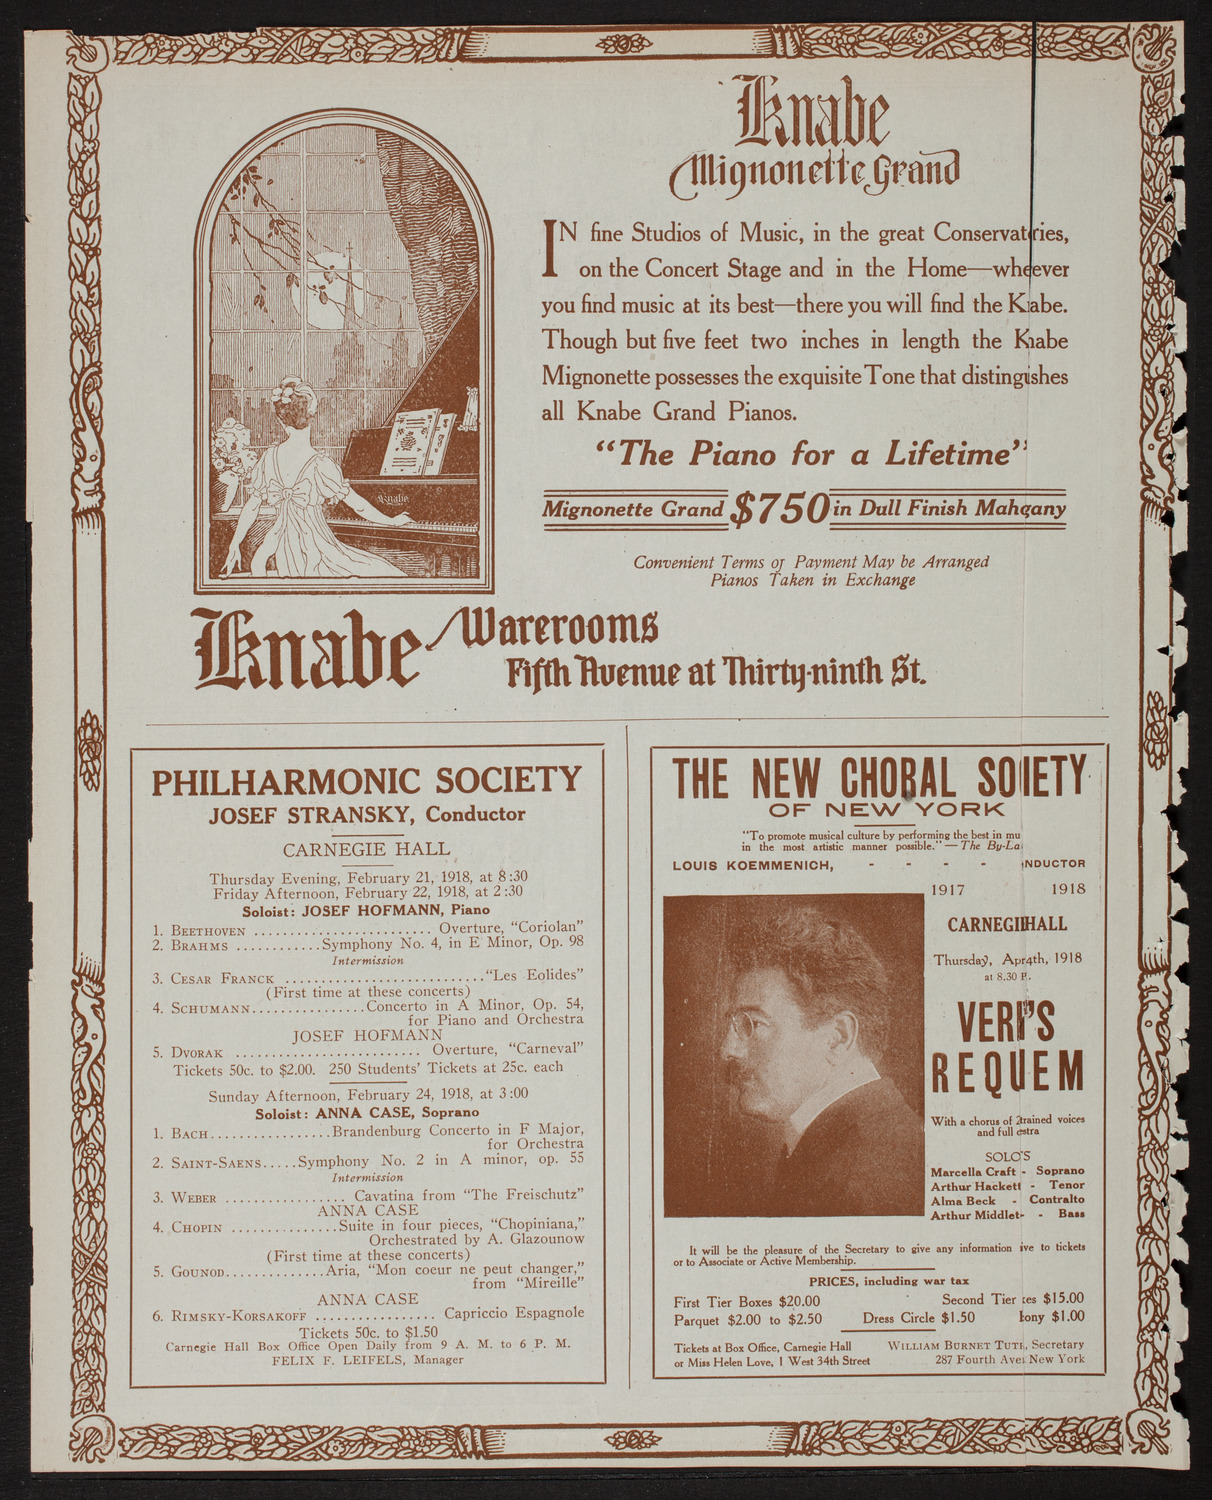 Knabe
Mignonette Grand
IN fine Studios of Music, in the great Conservatories,
on the Concert Stage and in the Home—wheever
you find music at its best—there you will find the Kabe.
Though but five feet two inches in length the Knabe
Mignonette possesses the exquisite Tone that distinguishes
all Knabe Grand Pianos.
"The Piano for a Lifetime"
Mignonette Grand $750 in Dull Finish Mahgany
Convenient Terms of Payment May be Arranged
Pianos Taken in Exchange
Knabe
Knabe Warerooms
Fifth Avenue at Thirty-ninth St.
PHILHARMONIC SOCIETY
JOSEF STRANSKY, Conductor
CARNEGIE HALL
Thursday Evening, February 21, 1918, at 8:30
Friday Afternoon, February 22, 1918, at 2:30
Soloist: JOSEF HOFMANN, Piano
1. BEETHOVEN ........................ Overture, "Coriolan"
2. BRAHMS ............Symphony No. 4, in E Minor, Op. 98
Intermission
3. CESAR FRANCK ............................"Les Eolides"
(First time at these concerts)
4. SCHUMANN................Concerto in A Minor, Op. 54,
for Piano and Orchestra
JOSEF HOFMANN
5. DVORAK .......................... Overture, "Carneval"
Tickets 50c. to $2.00. 250 Students' Tickets at 25c. each
Sunday Afternoon, February 24, 1918, at 3:00
Soloist: ANNA CASE, Soprano
1. BACH.................Brandenburg Concerto in F Major,
for Orchestra
2. SAINT-SAENS.....Symphony No. 2 in A minor, op. 55
Intermission
3. WEBER ................. Cavatina from "The Freischutz"
ANNA CASE
4. CHOPIN ...............Suite in four pieces, "Chopiniana,"
Orchestrated by A. Glazounow
(First time at these concerts)
5. GOUNOD..............Aria, "Mon coeur ne peut changer,"
from "Mireille"
ANNA CASE
6. RIMSKY-KORSAKOFF ................. Capriccio Espagnole
Tickets 50c. to $1.50
Carnegie Hall Box Office Open Daily from 9 A. M. to 6 P. M.
FELIX F. LEIFELS, Manager
THE NEW CHORAL SOIETY
OF NEW YORK
"To promote musical culture by performing the best in mu
in the most artistic manner possible."—The By-La
LOUIS KOEMMENICH, - - - - NDUCTOR
1917 1918
CARNEGI HALL
Thursday, Apr 4th, 1918
at 8.30 P.
VERI'S
REQUEM
With a chorus of 2 trained voices
and full estra
SOLO'S
Marcella Craft - Soprano
Arthur Hackett - Tenor
Alma Beck - Contralto
Arthur Middlet - - Bass
It will be the pleasure of the Secretary to give any information ive to tickets
or to Associate or Active Membership.
PRICES, including war tax
First Tier Boxes $20.00 Second Tier xes $15.00
Parquet $2.00 to $2.50 Dress Circle $1.50 lony $1.00
Tickets at Box Office, Carnegie Hall
or Miss Helen Love, 1 West 34th Street
WILLIAM BURNET TUTH, Secretary
287 Fourth Ave New York